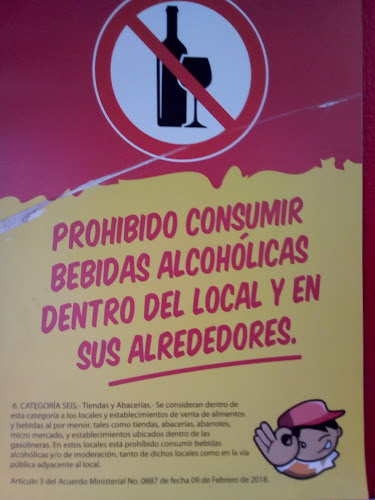 PROHIBIDO CONSUMIR
BEBIDAS ALCOHÓLICAS
DENTRO DEL LOCAL Y EN
SUS ALREDEDORES.
6. CATEGORÍA SEIS.- Tiendas y Abacerías.- Se consideran dentro de
esta categoría a los locales y establecimientos de venta de alimentos
y bebidas al por menor, tales como tiendas, abacerías, abarrotes,
micro mercado, y establecimientos ubicados dentro de las
gasolineras. En estos locales está prohibido consumir bebidas
alcohólicas y/o de moderación, tanto de dichos locales como en la vía
pública adyacente al local.
Artículo 3 del Acuerdo Ministerial No. 0887 de fecha 09 de Febrero de 2018.